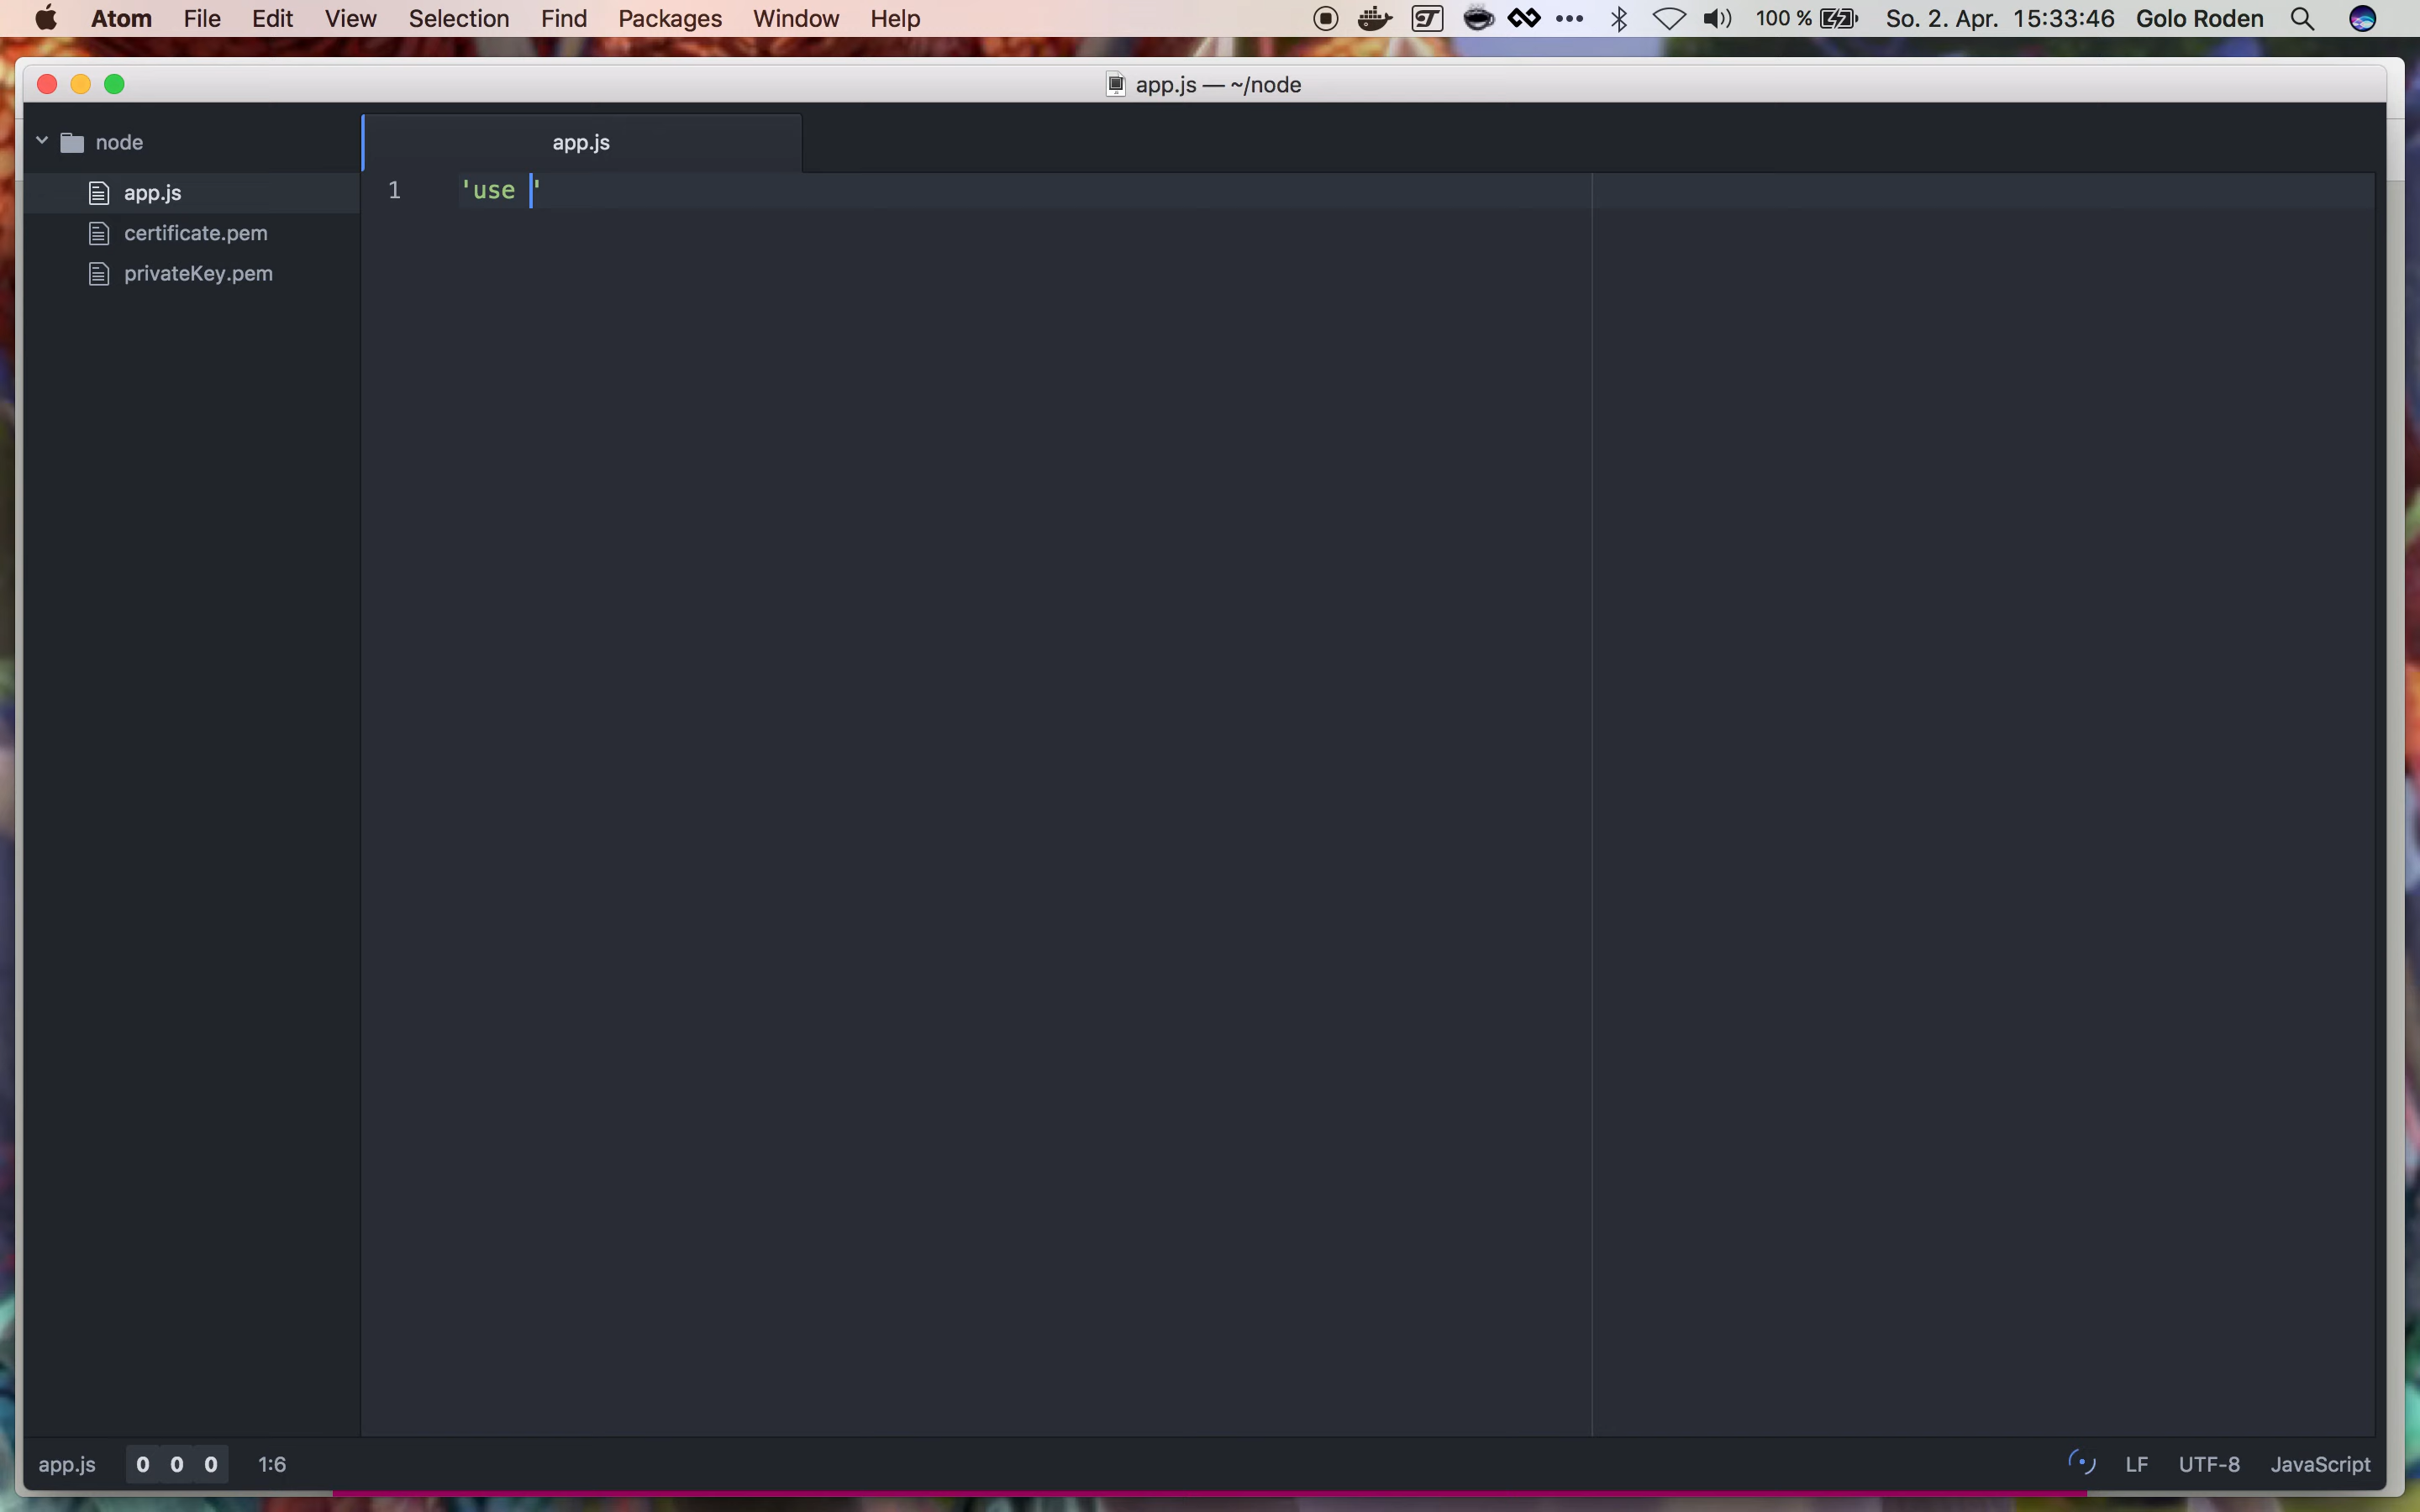 Atom File Edit View Selection Find Packages Window Help 100 % So. 2. Apr. 15:33:46 Golo Roden
app.js — ~/node
node
app.js
certificate.pem
privateKey.pem
app.js
1 'use '
app.js 0 0 0 1:6 LF UTF-8 JavaScript